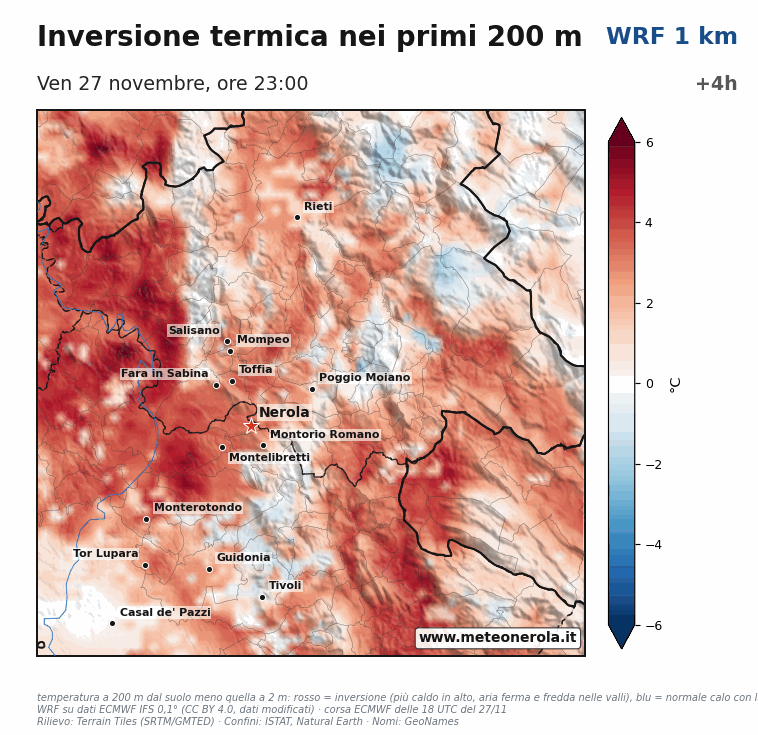 Inversione termica nei primi 200 m
WRF 1 km
Ven 27 novembre, ore 23:00
+4h
Rieti
Salisano
Mompeo
Toffia
Fara in Sabina
Poggio Moiano
Nerola
Montorio Romano
Montelibretti
Monterotondo
Tor Lupara
Guidonia
Tivoli
Casal de' Pazzi
www.meteonerola.it
6
4
2
0
−2
−4
−6
°C
temperatura a 200 m dal suolo meno quella a 2 m: rosso = inversione (più caldo in alto, aria ferma e fredda nelle valli), blu = normale calo con
WRF su dati ECMWF IFS 0,1° (CC BY 4.0, dati modificati) · corsa ECMWF delle 18 UTC del 27/11
Rilievo: Terrain Tiles (SRTM/GMTED) · Confini: ISTAT, Natural Earth · Nomi: GeoNames